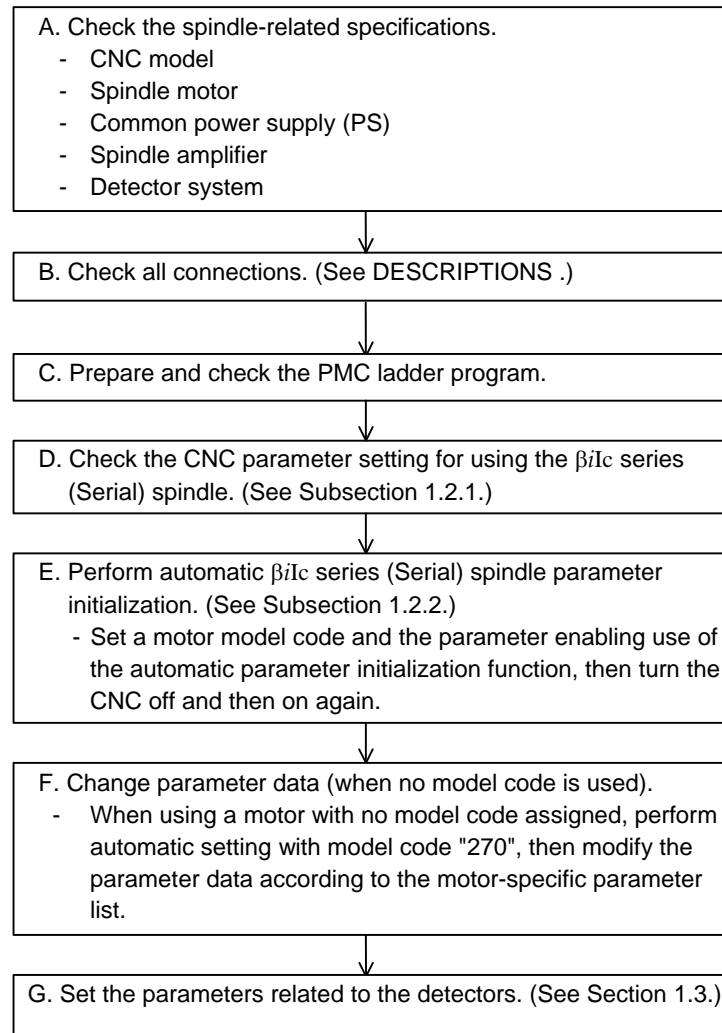 A. Check the spindle-related specifications.
- CNC model
- Spindle motor
- Common power supply (PS)
- Spindle amplifier
- Detector system
B. Check all connections. (See DESCRIPTIONS .)
C. Prepare and check the PMC ladder program.
D. Check the CNC parameter setting for using the βiIc series
(Serial) spindle. (See Subsection 1.2.1.)
E. Perform automatic βiIc series (Serial) spindle parameter
initialization. (See Subsection 1.2.2.)
- Set a motor model code and the parameter enabling use of
the automatic parameter initialization function, then turn the
CNC off and then on again.
F. Change parameter data (when no model code is used).
- When using a motor with no model code assigned, perform
automatic setting with model code "270", then modify the
parameter data according to the motor-specific parameter
list.
G. Set the parameters related to the detectors. (See Section 1.3.)